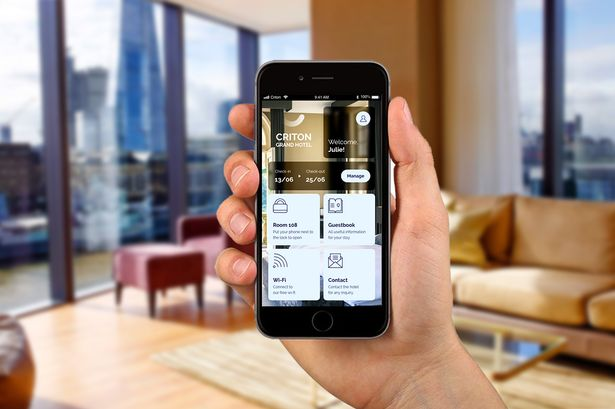 Criton
9:41 AM
100%
CRITON
GRAND HOTEL
Welcome,
Julie!
Check-in
Check-out
13/06
25/06
Manage
Room 108
Put your phone next to
the lock to open
Guestbook
All useful information
for your stay
Wi-Fi
Connect to
our free wi-fi
Contact
Contact the hotel
for any inquiry